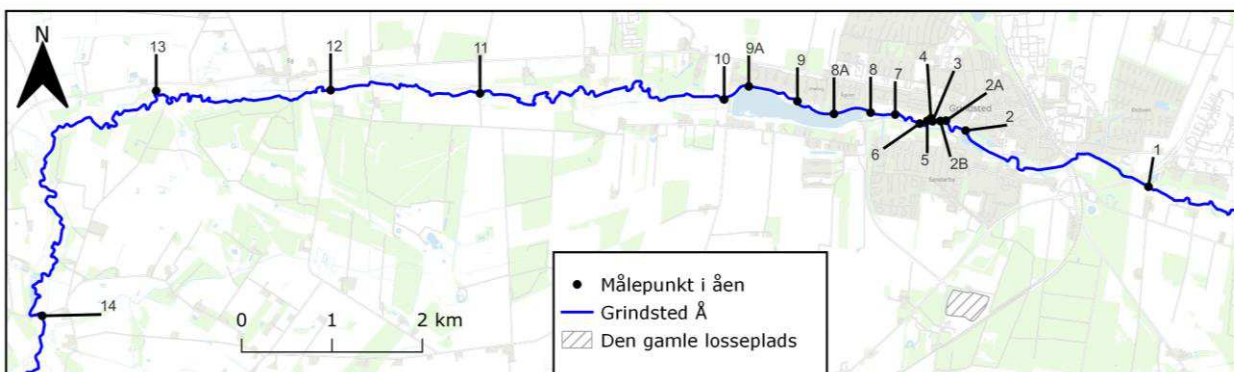 N
13
12
11
10
9A
9
8A
8
7
4
3
2A
Grindsted
2
6
5
2B
1
14
0 1 2 km
Målepunkt i åen
Grindsted Å
Den gamle losseplads